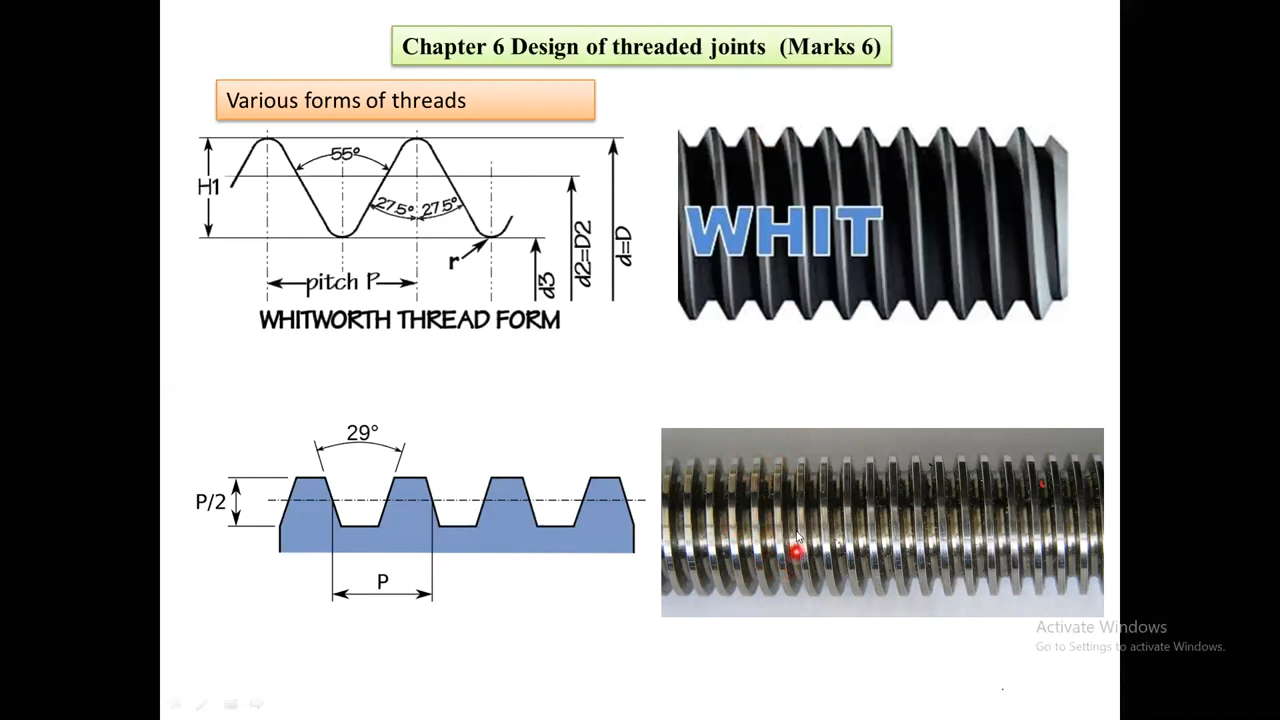 Chapter 6 Design of threaded joints (Marks 6)
Various forms of threads
55°
H1
27.5° 27.5°
r
d3
d2=D2
d=D
pitch P
WHITWORTH THREAD FORM
WHIT
29°
P/2
P
Activate Windows
Go to Settings to activate Windows.